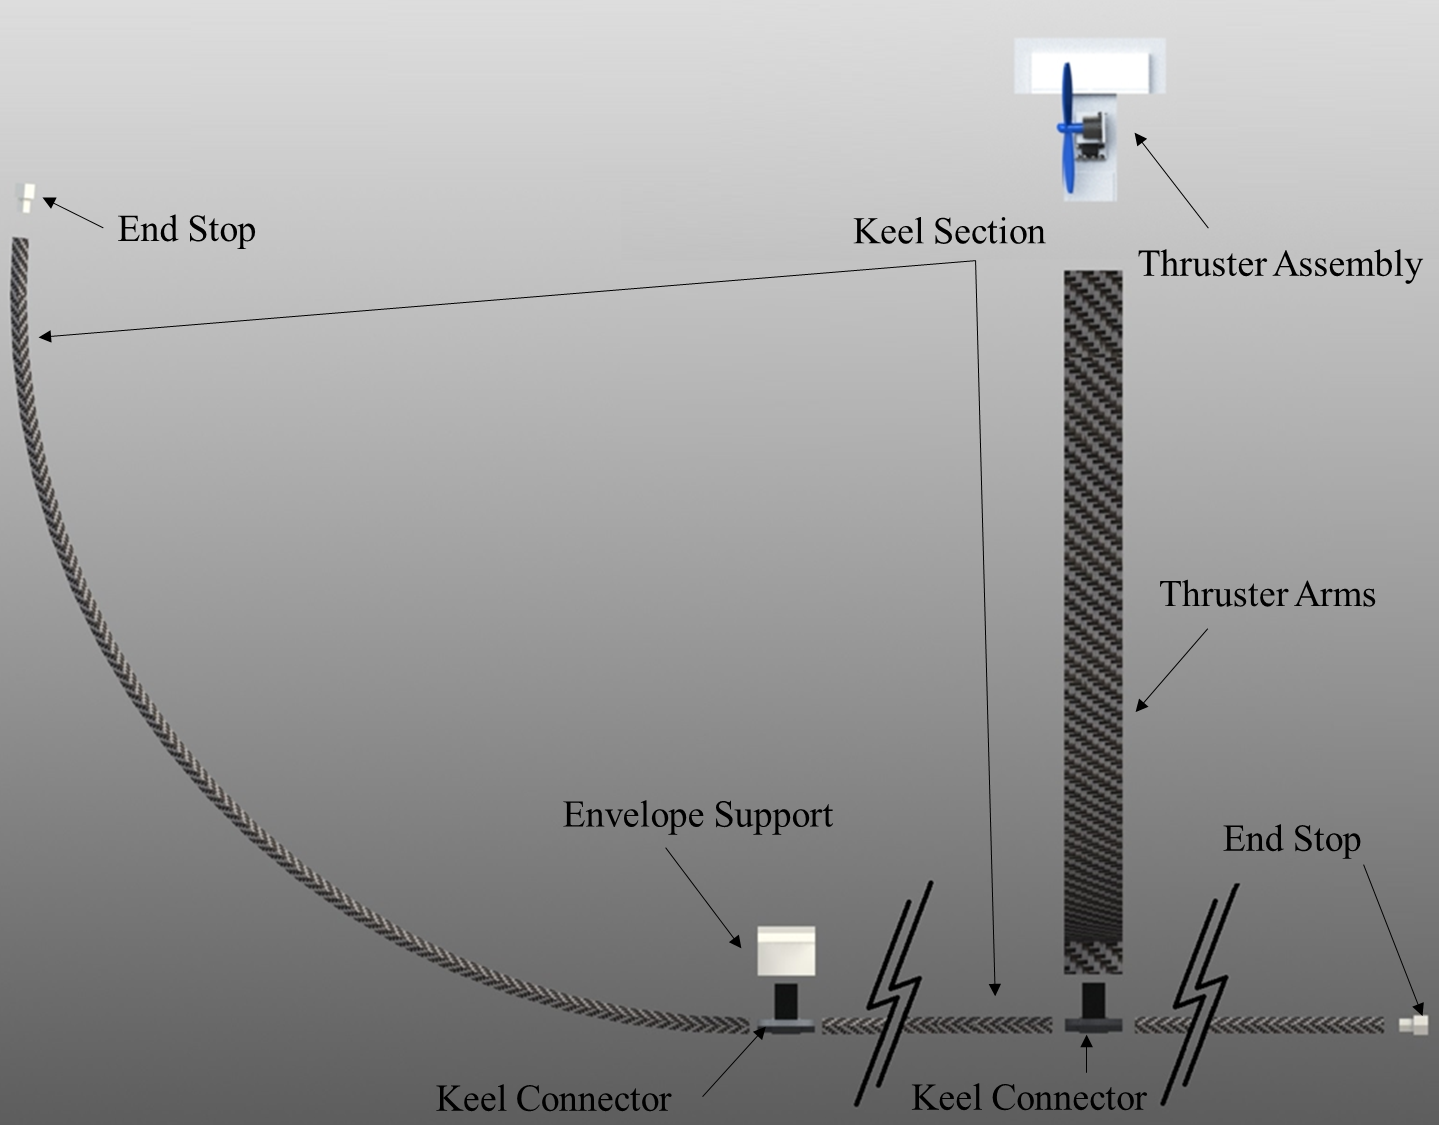 End Stop
Keel Section
Thruster Assembly
Thruster Arms
Envelope Support
End Stop
Keel Connector
Keel Connector